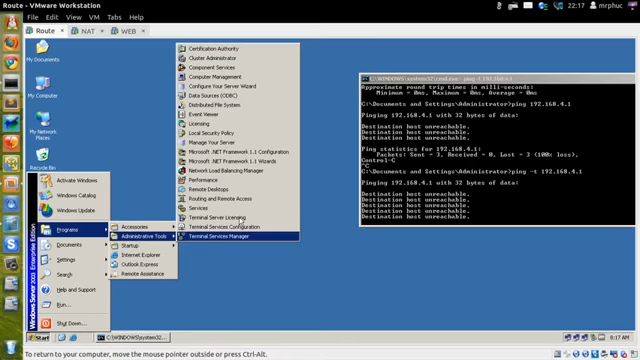 Route - VMware Workstation
22:17
mrphuc
File Edit View VM Tabs Help
Route
NAT
WEB
My Documents
My Computer
My Network
Places
Recycle Bin
Certification Authority
Cluster Administrator
Component Services
Computer Management
Configure Your Server Wizard
Data Sources (ODBC)
Distributed File System
Event Viewer
Licensing
Local Security Policy
Manage Your Server
Microsoft .NET Framework 1.1 Configuration
Microsoft .NET Framework 1.1 Wizards
Network Load Balancing Manager
Performance
Remote Desktops
Routing and Remote Access
Services
Terminal Server Licensing
Terminal Services Configuration
Terminal Services Manager
Activate Windows
Windows Catalog
Windows Update
Programs
Documents
Settings
Search
Help and Support
Run...
Shut Down...
Windows Server 2003 Enterprise Edition
Accessories
Administrative Tools
Startup
Internet Explorer
Outlook Express
Remote Assistance
C:\WINDOWS\system32\cmd.exe - ping -t 192.168.4.1
Approximate round trip times in milli-seconds:
Minimum = 0ms, Maximum = 0ms, Average = 0ms
C:\Documents and Settings\Administrator>ping 192.168.4.1
Pinging 192.168.4.1 with 32 bytes of data:
Destination host unreachable.
Destination host unreachable.
Destination host unreachable.
Ping statistics for 192.168.4.1:
Packets: Sent = 3, Received = 0, Lost = 3 (100% loss),
Control-C
^C
C:\Documents and Settings\Administrator>ping -t 192.168.4.1
Pinging 192.168.4.1 with 32 bytes of data:
Destination host unreachable.
Destination host unreachable.
Destination host unreachable.
Destination host unreachable.
Start
C:\WINDOWS\system32...
8:17 AM
To return to your computer, move the mouse pointer outside or press Ctrl-Alt.